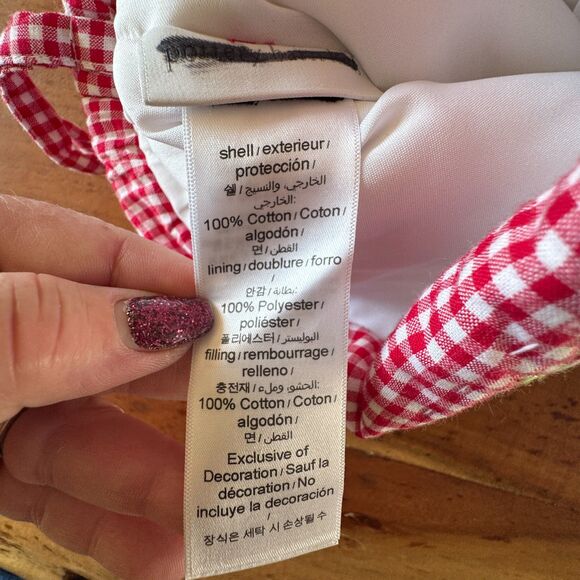 pottery
shell / exterieur /
protección /
쉘 / الخارجي، والنسيج
الخارجي:
100% Cotton / Coton /
algodón /
면 / القطن
lining / doublure / forro
/
안감 / بطانة:
100% Polyester /
poliéster /
폴리에스터 / البوليستر
filling / rembourrage /
relleno /
충전재 / الحشو، وملء:
100% Cotton / Coton /
algodón /
면 / القطن
Exclusive of
Decoration / Sauf la
décoration / No
incluye la decoración
/
장식은 세탁 시 손상될 수